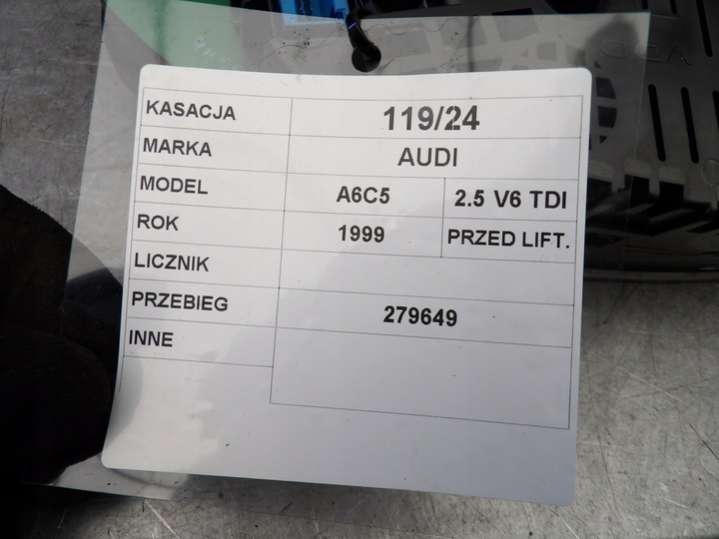 KASACJA 119/24
MARKA AUDI
MODEL A6C5 2.5 V6 TDI
ROK 1999 PRZED LIFT.
LICZNIK
PRZEBIEG 279649
INNE